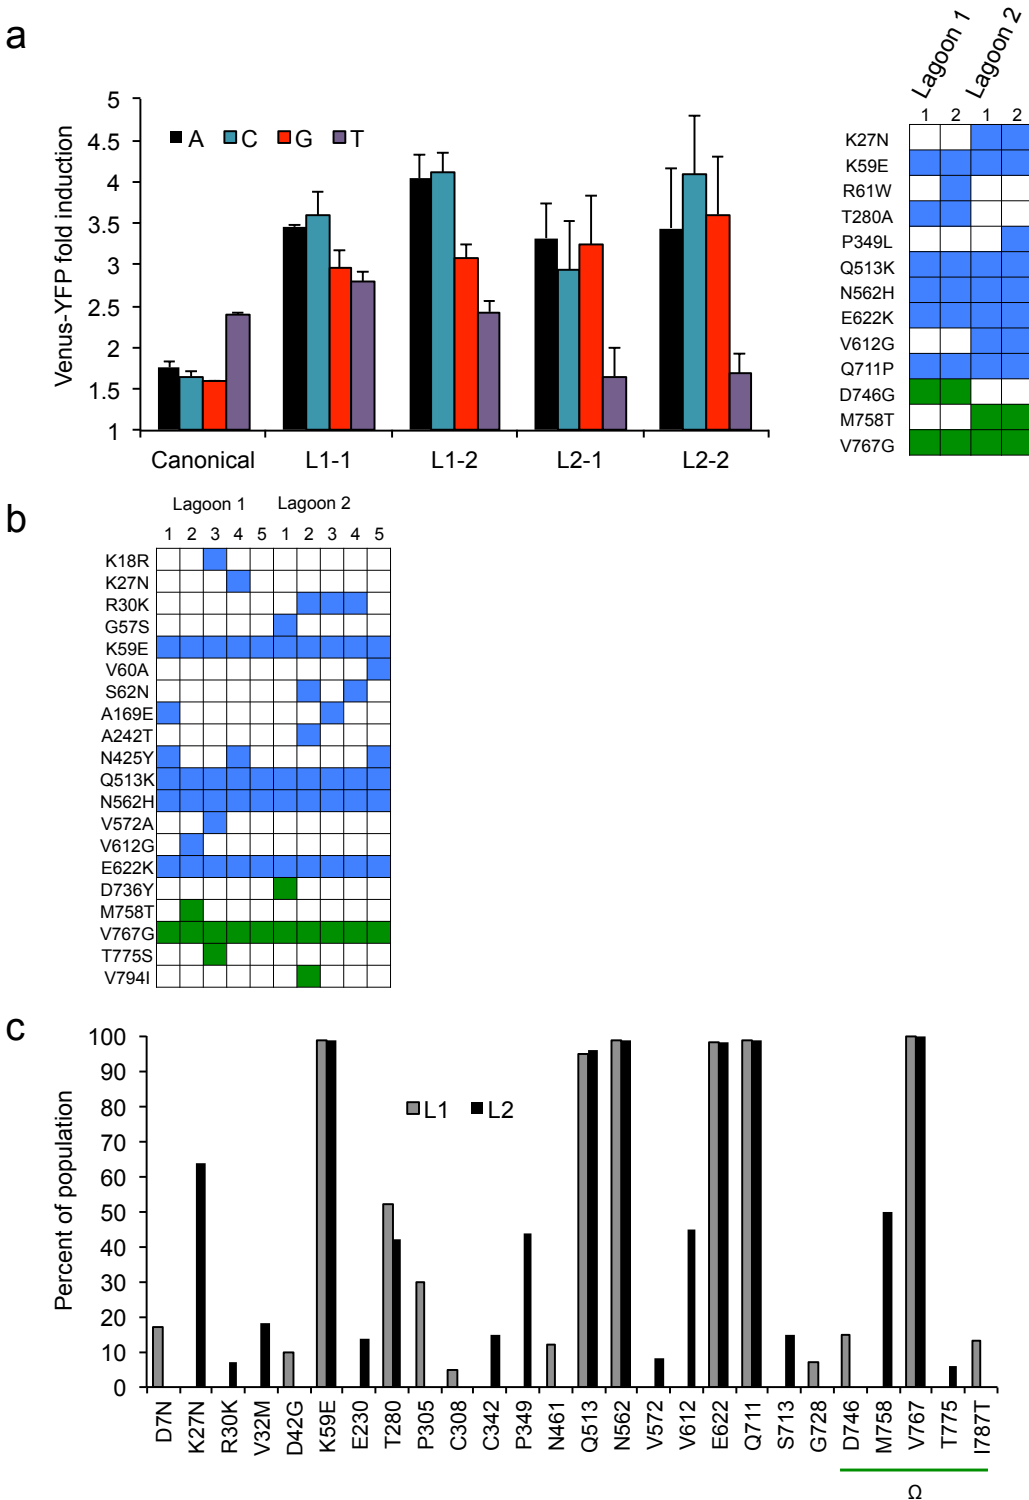 a
Venus-YFP fold induction
5
4.5
4
3.5
3
2.5
2
1.5
1
A C G T
Canonical L1-1 L1-2 L2-1 L2-2
Lagoon 1 Lagoon 2
1 2 1 2
K27N
K59E
R61W
T280A
P349L
Q513K
N562H
E622K
V612G
Q711P
D746G
M758T
V767G
b
Lagoon 1 Lagoon 2
1 2 3 4 5 1 2 3 4 5
K18R
K27N
R30K
G57S
K59E
V60A
S62N
A169E
A242T
N425Y
Q513K
N562H
V572A
V612G
E622K
D736Y
M758T
V767G
T775S
V794I
c
Percent of population
100
90
80
70
60
50
40
30
20
10
0
L1 L2
D7N K27N R30K V32M D42G K59E E230 T280 P305 C308 C342 P349 N461 Q513 N562 V572 V612 E622 Q711 S713 G728 D746 M758 V767 T775 I787T
Ω